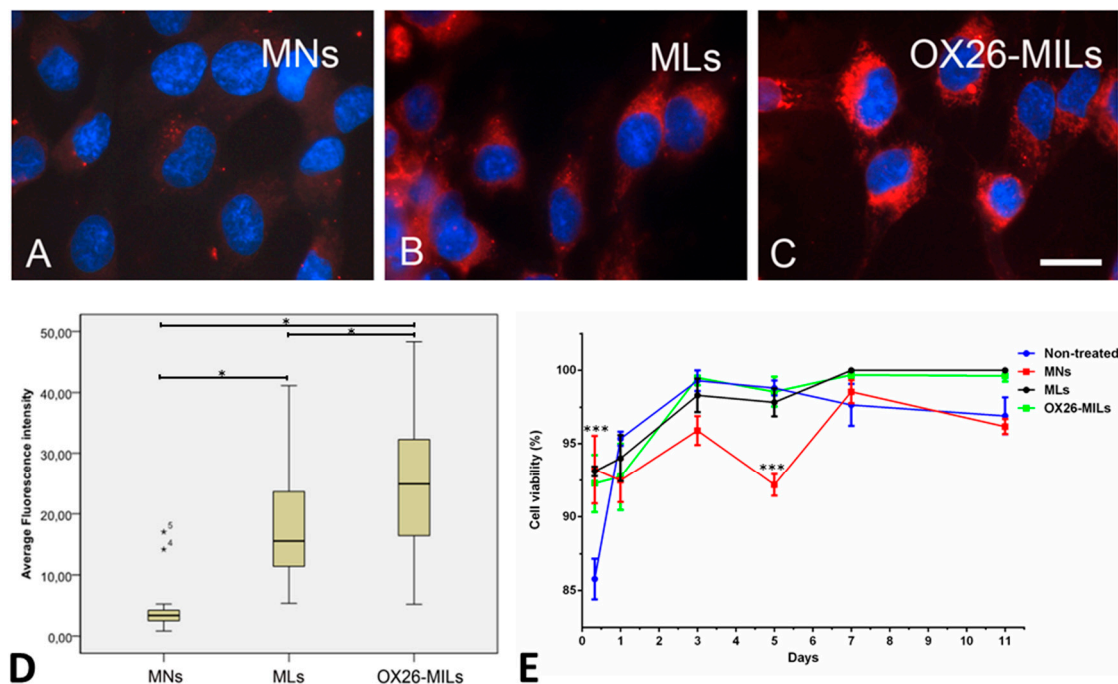 MNs
A
MLs
B
OX26-MILs
C
Average Fluorescence intensity
50,00
40,00
30,00
20,00
10,00
0,00
*
*
*
* 5
* 4
MNs
MLs
OX26-MILs
D
Cell viability (%)
100
95
90
85
***
***
Non-treated
MNs
MLs
OX26-MILs
0 1 2 3 4 5 6 7 8 9 10 11
Days
E